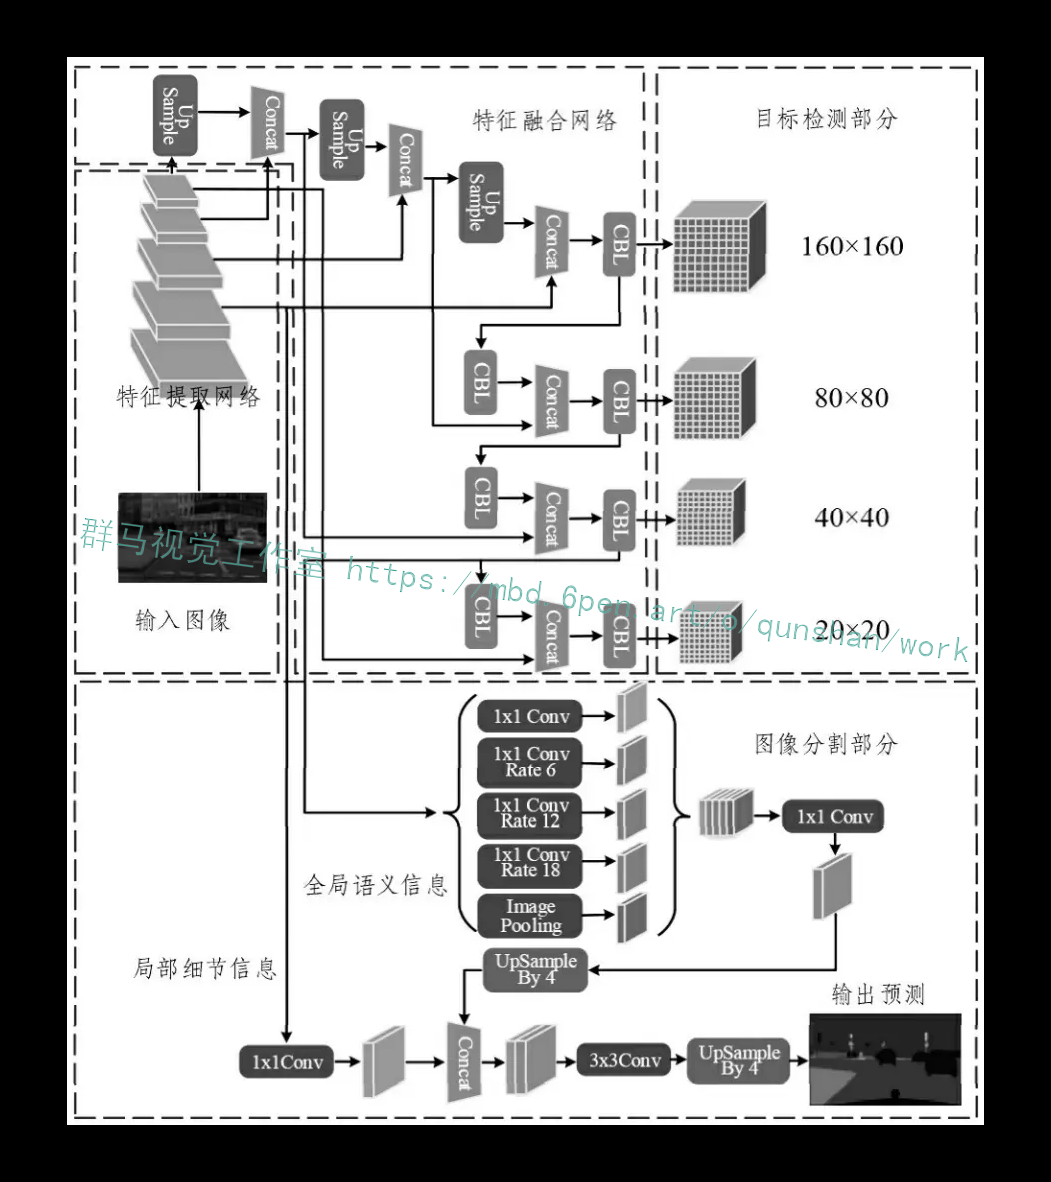 Up
Sample
Concat
Up
Sample
Concat
特征融合网络
目标检测部分
Up
Sample
Concat
CBL
160×160
特征提取网络
CBL
Concat
CBL
80×80
CBL
Concat
CBL
40×40
群马视觉工作室 https://mbd.6pen.art/o/qunshan/work
输入图像
CBL
Concat
CBL
20×20
1x1 Conv
1x1 Conv
Rate 6
1x1 Conv
Rate 12
1x1 Conv
Rate 18
Image
Pooling
图像分割部分
1x1 Conv
全局语义信息
局部细节信息
UpSample
By 4
输出预测
1x1Conv
Concat
3x3Conv
UpSample
By 4